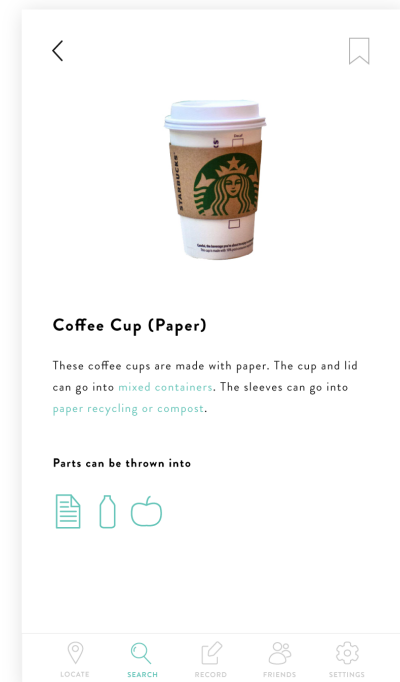 STARBUCKS
Decaf
Coffee Cup (Paper)
These coffee cups are made with paper. The cup and lid
can go into mixed containers. The sleeves can go into
paper recycling or compost.
Parts can be thrown into
LOCATE
SEARCH
RECORD
FRIENDS
SETTINGS